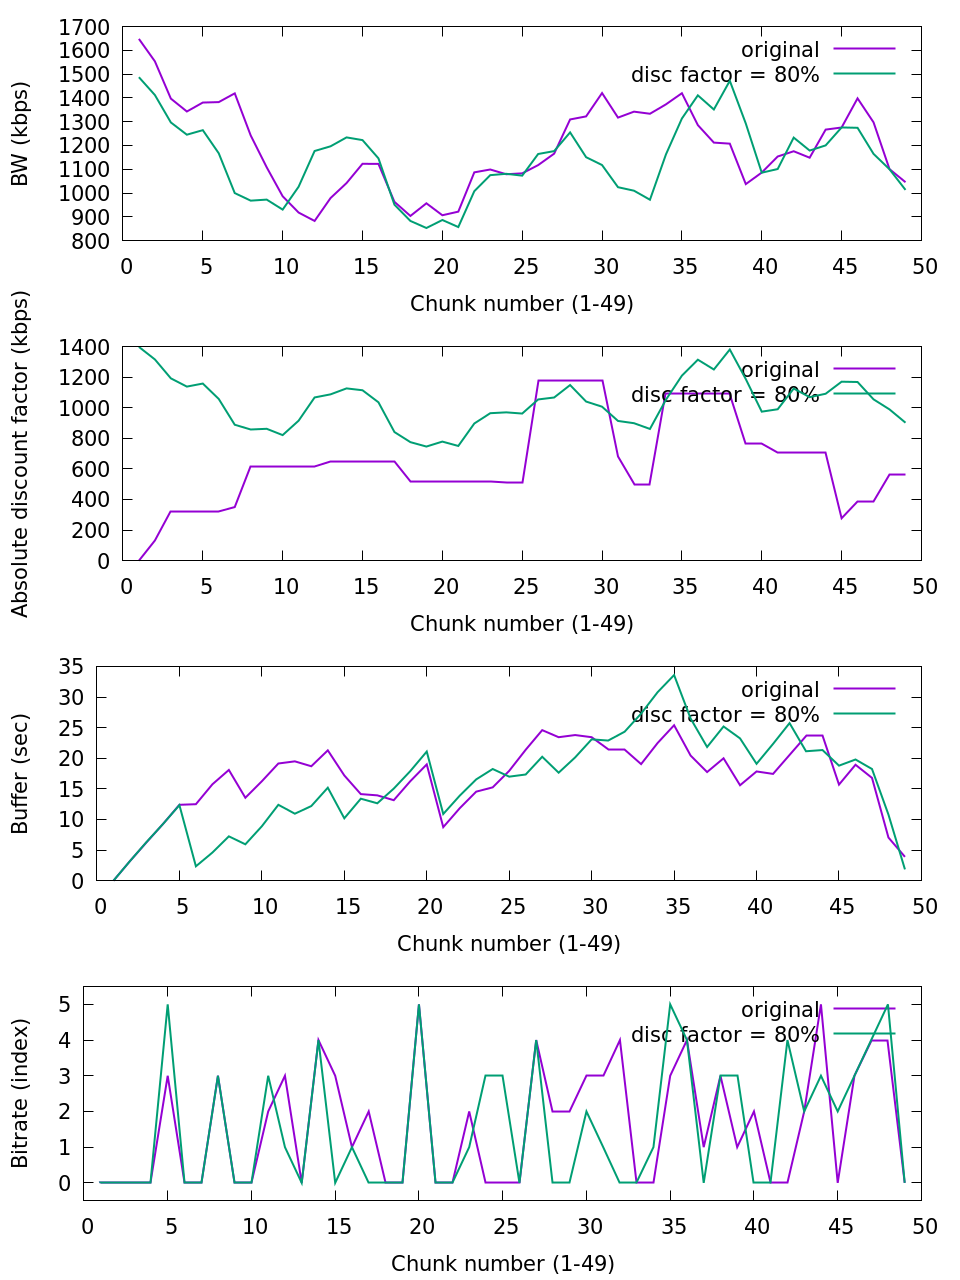 BW (kbps)
1700
1600
1500
1400
1300
1200
1100
1000
900
800
original
disc factor = 80%
0 5 10 15 20 25 30 35 40 45 50
Chunk number (1-49)
Absolute discount factor (kbps)
1400
1200
1000
800
600
400
200
0
original
disc factor = 80%
0 5 10 15 20 25 30 35 40 45 50
Chunk number (1-49)
Buffer (sec)
35
30
25
20
15
10
5
0
original
disc factor = 80%
0 5 10 15 20 25 30 35 40 45 50
Chunk number (1-49)
Bitrate (index)
5
4
3
2
1
0
original
disc factor = 80%
0 5 10 15 20 25 30 35 40 45 50
Chunk number (1-49)